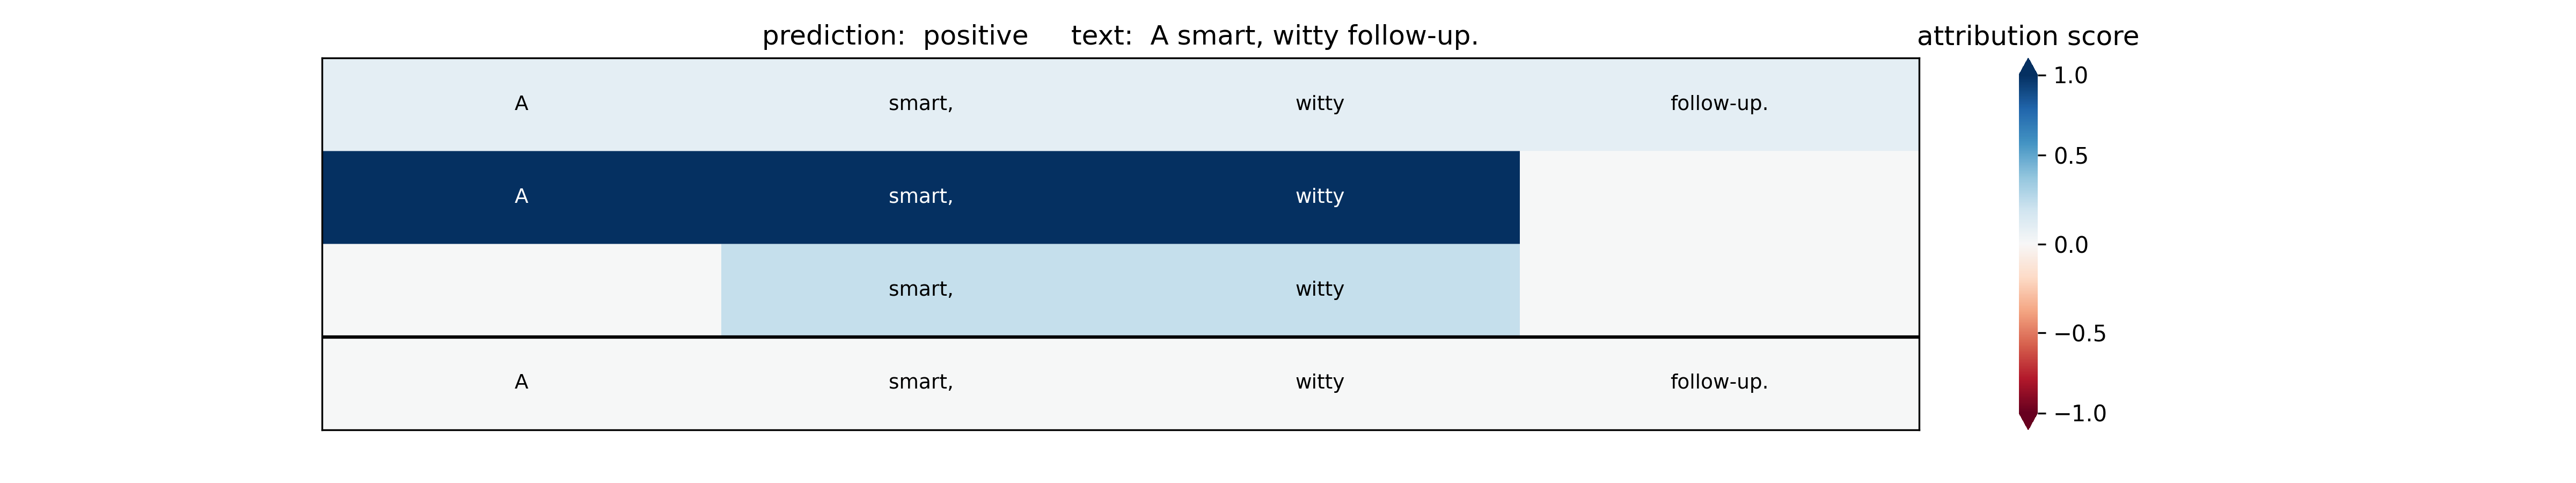 prediction:  positive     text:  A smart, witty follow-up.
attribution score
A smart, witty follow-up.
A smart, witty
smart, witty
A smart, witty follow-up.
1.0
0.5
0.0
−0.5
−1.0